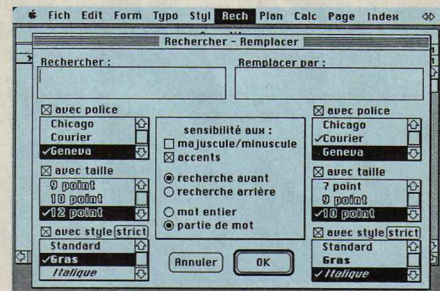 Fich Edit Form Typo Styl Rech Plan Calc Page Index
Rechercher - Remplacer
Rechercher :
Remplacer par :
avec police
Chicago
Courier
✓Geneva
avec taille
9 point
10 point
✓12 point
avec style strict
Standard
✓Gras
Italique
sensibilité aux :
majuscule/minuscule
accents
recherche avant
recherche arrière
mot entier
partie de mot
Annuler
OK
avec police
Chicago
✓Courier
Geneva
avec taille
7 point
9 point
✓10 point
avec style strict
Standard
Gras
✓Italique